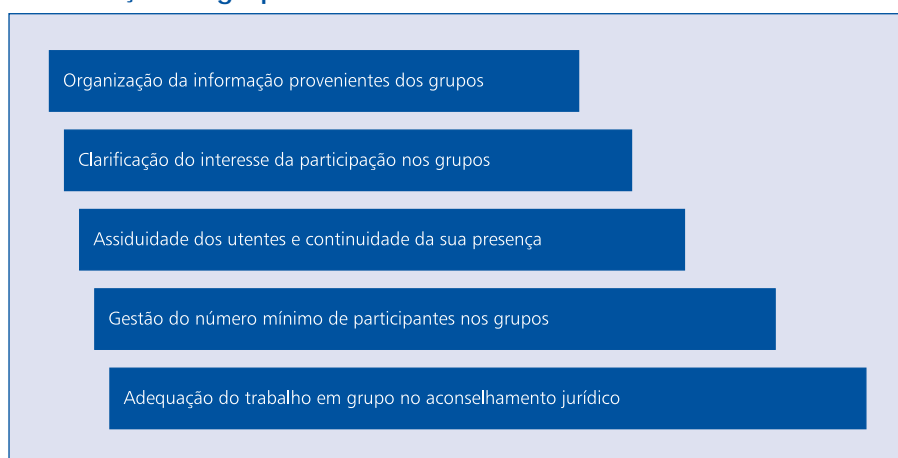 Organização da informação provenientes dos grupos
Clarificação do interesse da participação nos grupos
Assiduidade dos utentes e continuidade da sua presença
Gestão do número mínimo de participantes nos grupos
Adequação do trabalho em grupo no aconselhamento jurídico